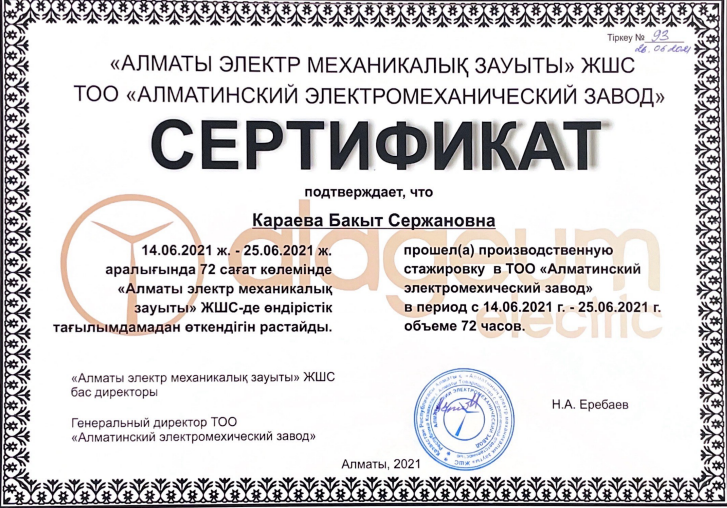 Тіркеу № 93
26.06.2021
«АЛМАТЫ ЭЛЕКТР МЕХАНИКАЛЫҚ ЗАУЫТЫ» ЖШС
ТОО «АЛМАТИНСКИЙ ЭЛЕКТРОМЕХАНИЧЕСКИЙ ЗАВОД»
СЕРТИФИКАТ
подтверждает, что
Караева Бакыт Сержановна
alageum
electric
14.06.2021 ж. - 25.06.2021 ж.
аралығында 72 сағат көлемінде
«Алматы электр механикалық
зауыты» ЖШС-де өндірістік
тағылымдамадан өткендігін растайды.
прошел(а) производственную
стажировку в ТОО «Алматинский
электромехический завод»
в период с 14.06.2021 г. - 25.06.2021 г.
объеме 72 часов.
«Алматы электр механикалық зауыты» ЖШС
бас директоры
Генеральный директор ТОО
«Алматинский электромехический завод»
Н.А. Еребаев
Алматы, 2021